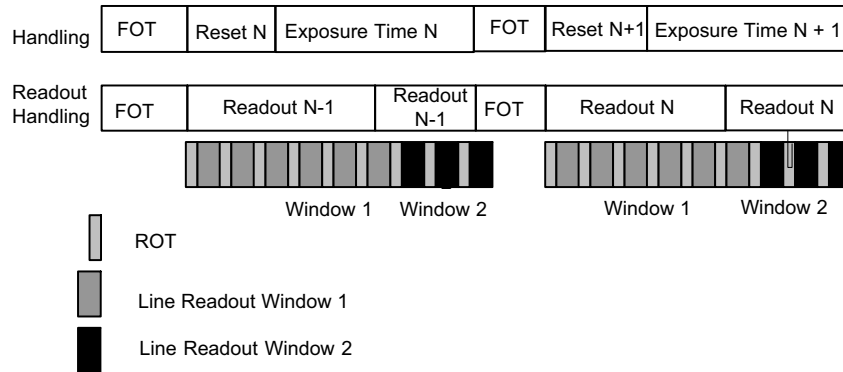 Handling FOT Reset N Exposure Time N FOT Reset N+1 Exposure Time N + 1
Readout
Handling FOT Readout N-1 Readout
N-1 FOT Readout N Readout N
Window 1 Window 2 Window 1 Window 2
ROT
Line Readout Window 1
Line Readout Window 2